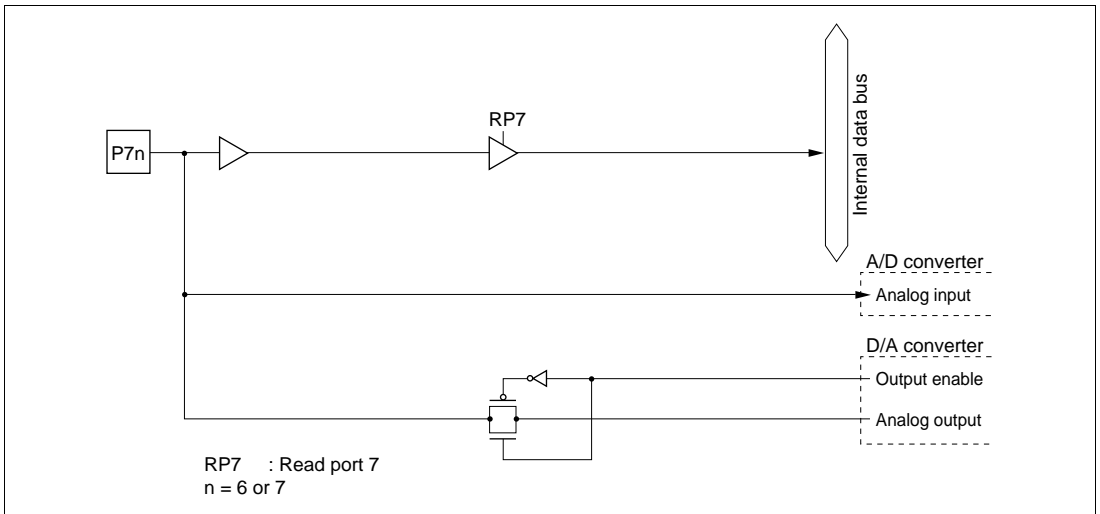 RP7
P7n
Internal data bus
A/D converter
Analog input
D/A converter
Output enable
Analog output
RP7 : Read port 7
n = 6 or 7